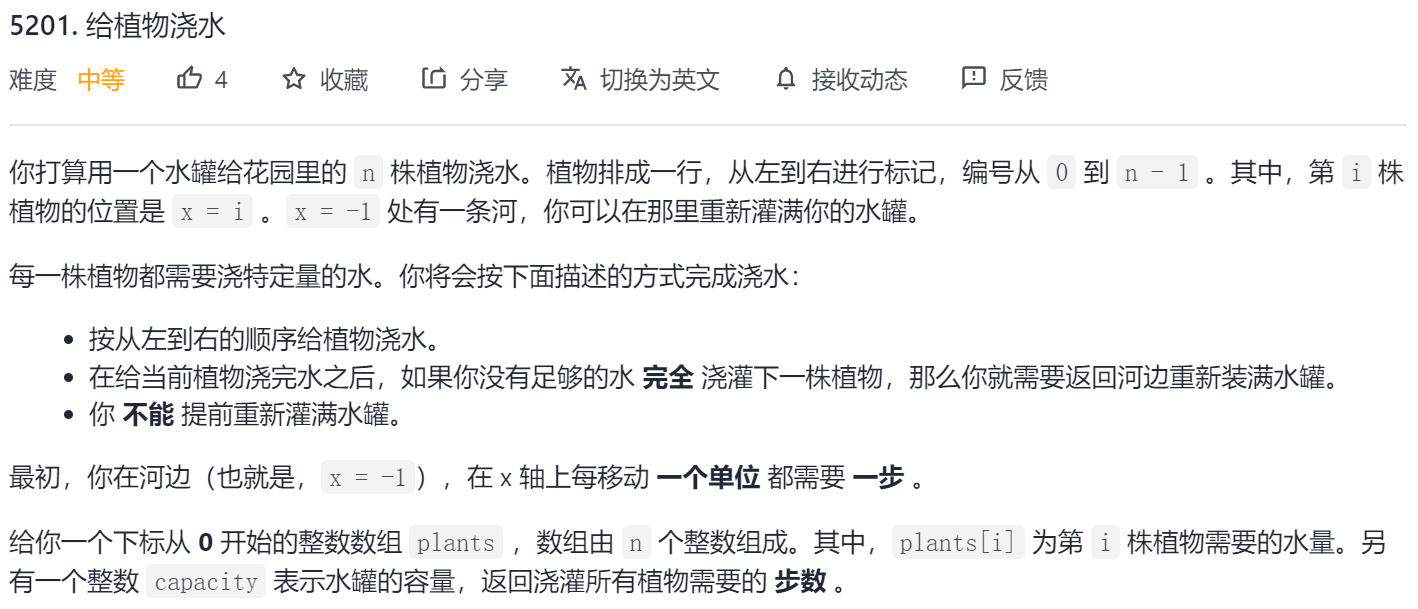 5201. 给植物浇水
难度 中等 4 收藏 分享 切换为英文 接收动态 反馈
你打算用一个水罐给花园里的 n 株植物浇水。植物排成一行，从左到右进行标记，编号从 0 到 n - 1 。其中，第 i 株
植物的位置是 x = i 。x = -1 处有一条河，你可以在那里重新灌满你的水罐。
每一株植物都需要浇特定量的水。你将会按下面描述的方式完成浇水：
• 按从左到右的顺序给植物浇水。
• 在给当前植物浇完水之后，如果你没有足够的水 完全 浇灌下一株植物，那么你就需要返回河边重新装满水罐。
• 你 不能 提前重新灌满水罐。
最初，你在河边（也就是，x = -1），在 x 轴上每移动 一个单位 都需要 一步 。
给你一个下标从 0 开始的整数数组 plants ，数组由 n 个整数组成。其中，plants[i] 为第 i 株植物需要的水量。另
有一个整数 capacity 表示水罐的容量，返回浇灌所有植物需要的 步数 。